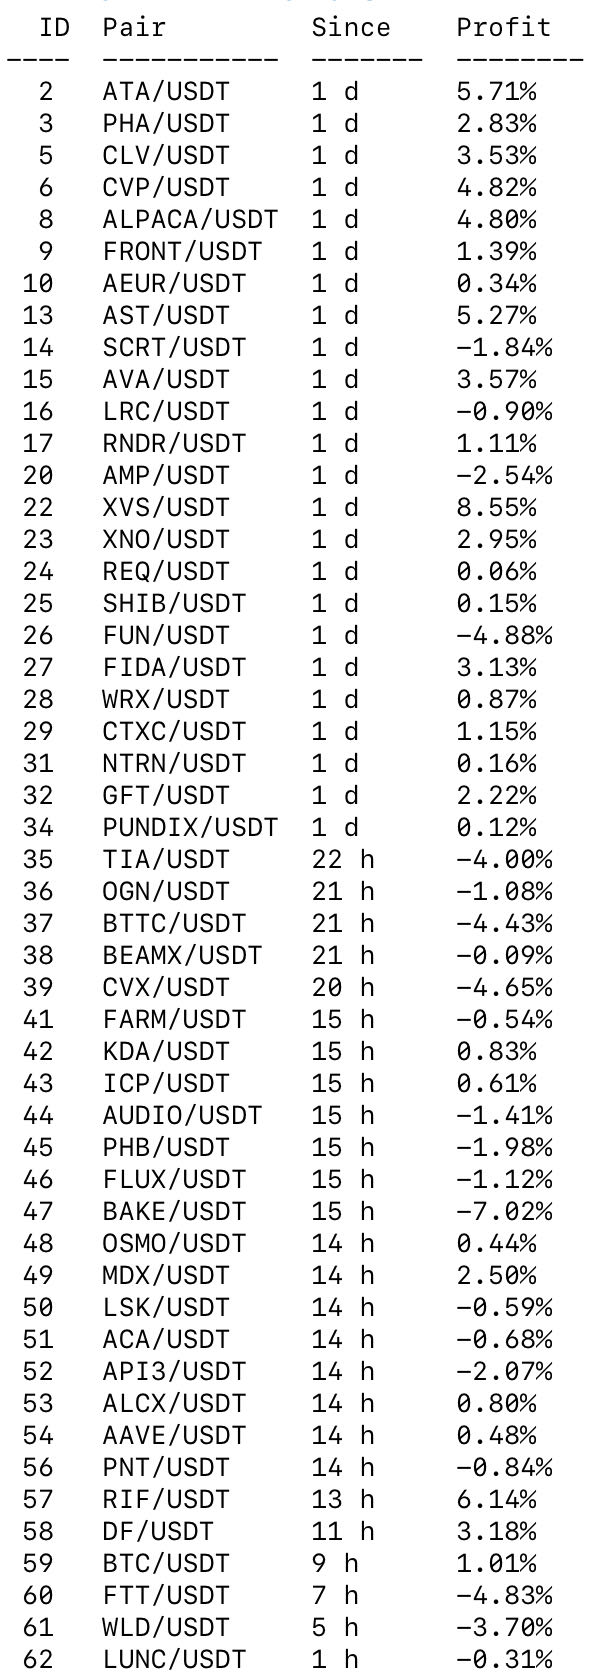 ID Pair Since Profit
---- ----------- ------- --------
2 ATA/USDT 1 d 5.71%
3 PHA/USDT 1 d 2.83%
5 CLV/USDT 1 d 3.53%
6 CVP/USDT 1 d 4.82%
8 ALPACA/USDT 1 d 4.80%
9 FRONT/USDT 1 d 1.39%
10 AEUR/USDT 1 d 0.34%
13 AST/USDT 1 d 5.27%
14 SCRT/USDT 1 d -1.84%
15 AVA/USDT 1 d 3.57%
16 LRC/USDT 1 d -0.90%
17 RNDR/USDT 1 d 1.11%
20 AMP/USDT 1 d -2.54%
22 XVS/USDT 1 d 8.55%
23 XNO/USDT 1 d 2.95%
24 REQ/USDT 1 d 0.06%
25 SHIB/USDT 1 d 0.15%
26 FUN/USDT 1 d -4.88%
27 FIDA/USDT 1 d 3.13%
28 WRX/USDT 1 d 0.87%
29 CTXC/USDT 1 d 1.15%
31 NTRN/USDT 1 d 0.16%
32 GFT/USDT 1 d 2.22%
34 PUNDIX/USDT 1 d 0.12%
35 TIA/USDT 22 h -4.00%
36 OGN/USDT 21 h -1.08%
37 BTTC/USDT 21 h -4.43%
38 BEAMX/USDT 21 h -0.09%
39 CVX/USDT 20 h -4.65%
41 FARM/USDT 15 h -0.54%
42 KDA/USDT 15 h 0.83%
43 ICP/USDT 15 h 0.61%
44 AUDIO/USDT 15 h -1.41%
45 PHB/USDT 15 h -1.98%
46 FLUX/USDT 15 h -1.12%
47 BAKE/USDT 15 h -7.02%
48 OSMO/USDT 14 h 0.44%
49 MDX/USDT 14 h 2.50%
50 LSK/USDT 14 h -0.59%
51 ACA/USDT 14 h -0.68%
52 API3/USDT 14 h -2.07%
53 ALCX/USDT 14 h 0.80%
54 AAVE/USDT 14 h 0.48%
56 PNT/USDT 14 h -0.84%
57 RIF/USDT 13 h 6.14%
58 DF/USDT 11 h 3.18%
59 BTC/USDT 9 h 1.01%
60 FTT/USDT 7 h -4.83%
61 WLD/USDT 5 h -3.70%
62 LUNC/USDT 1 h -0.31%